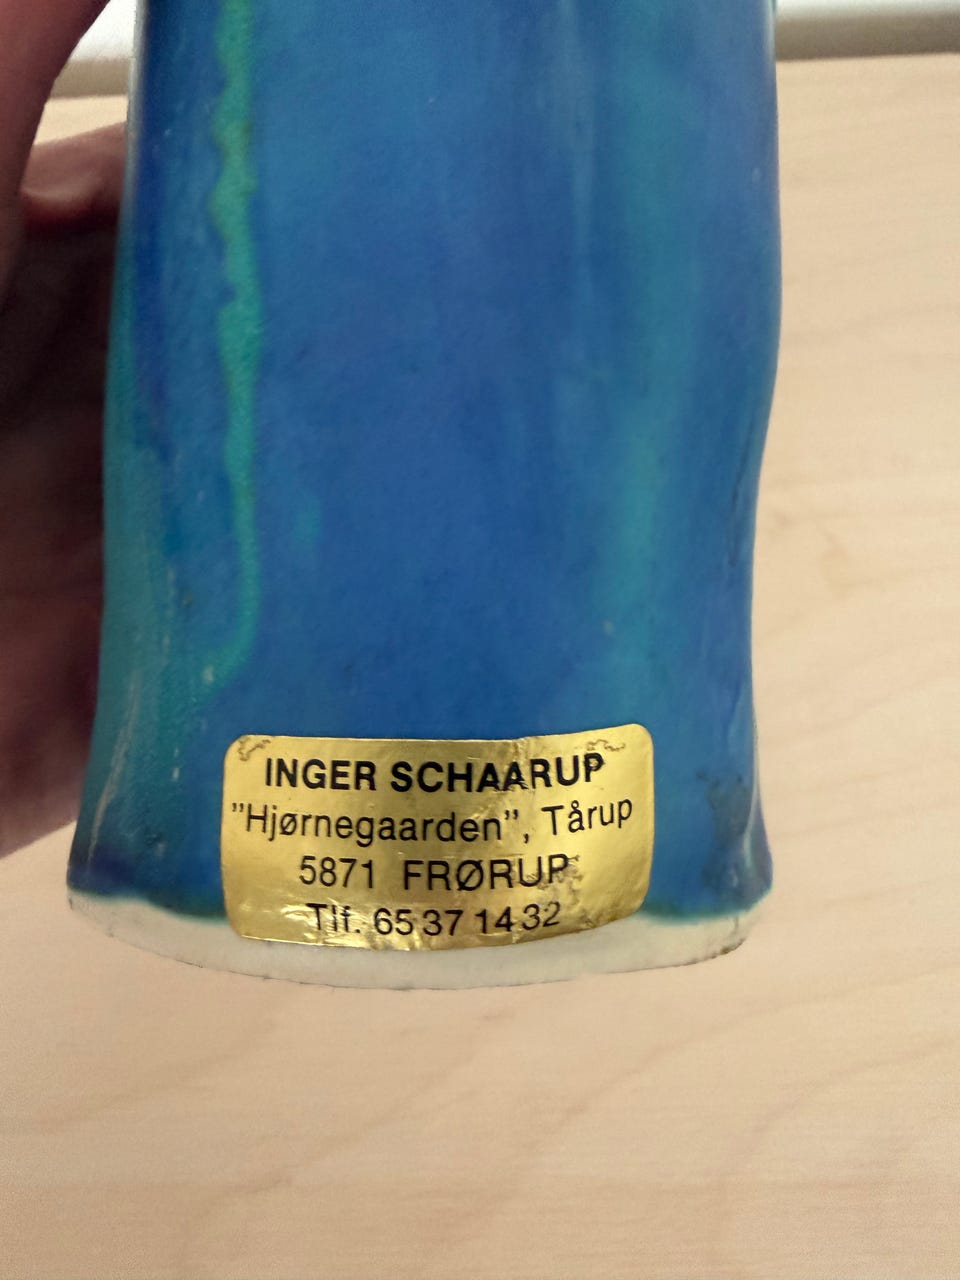 INGER SCHAARUP
"Hjørnegaarden", Tårup
5871 FRØRUP
Tlf. 65 37 14 32